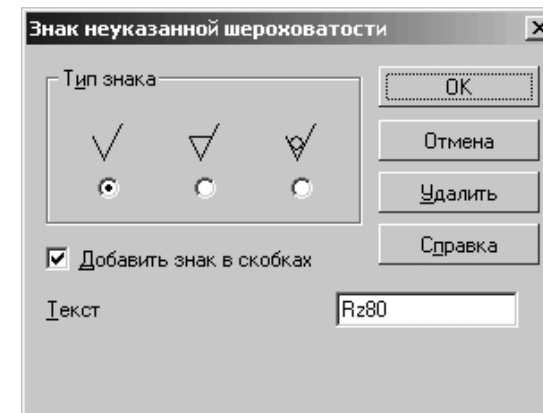 Знак неуказанной шероховатости
Тип знака
OK
Отмена
Удалить
Справка
Добавить знак в скобках
Текст
Rz80